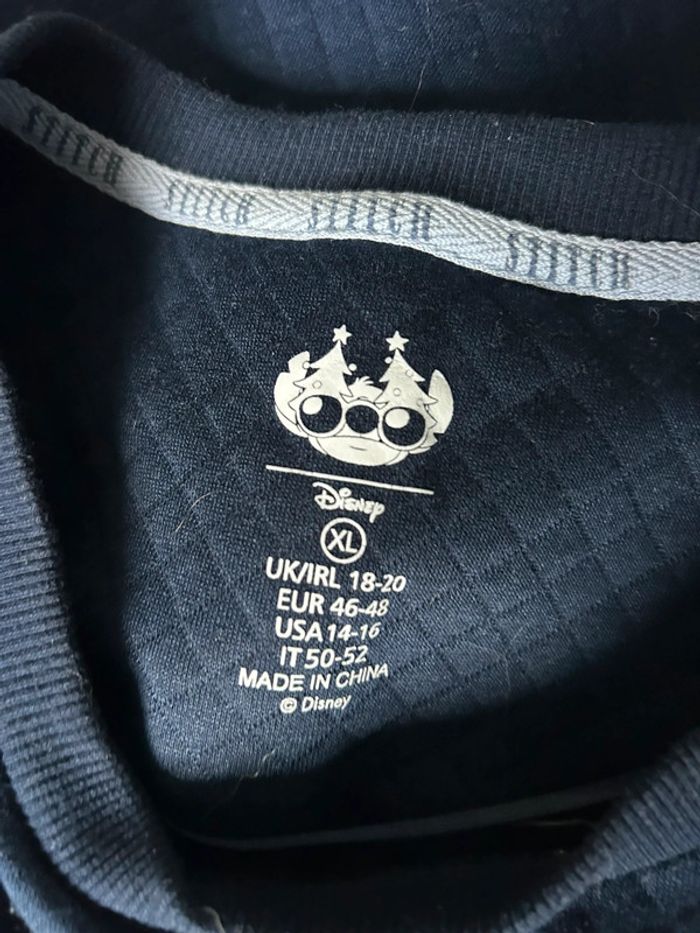 STITCH STITCH STITCH STITCH
Disney
XL
UK/IRL 18-20
EUR 46-48
USA 14-16
IT 50-52
MADE IN CHINA
© Disney